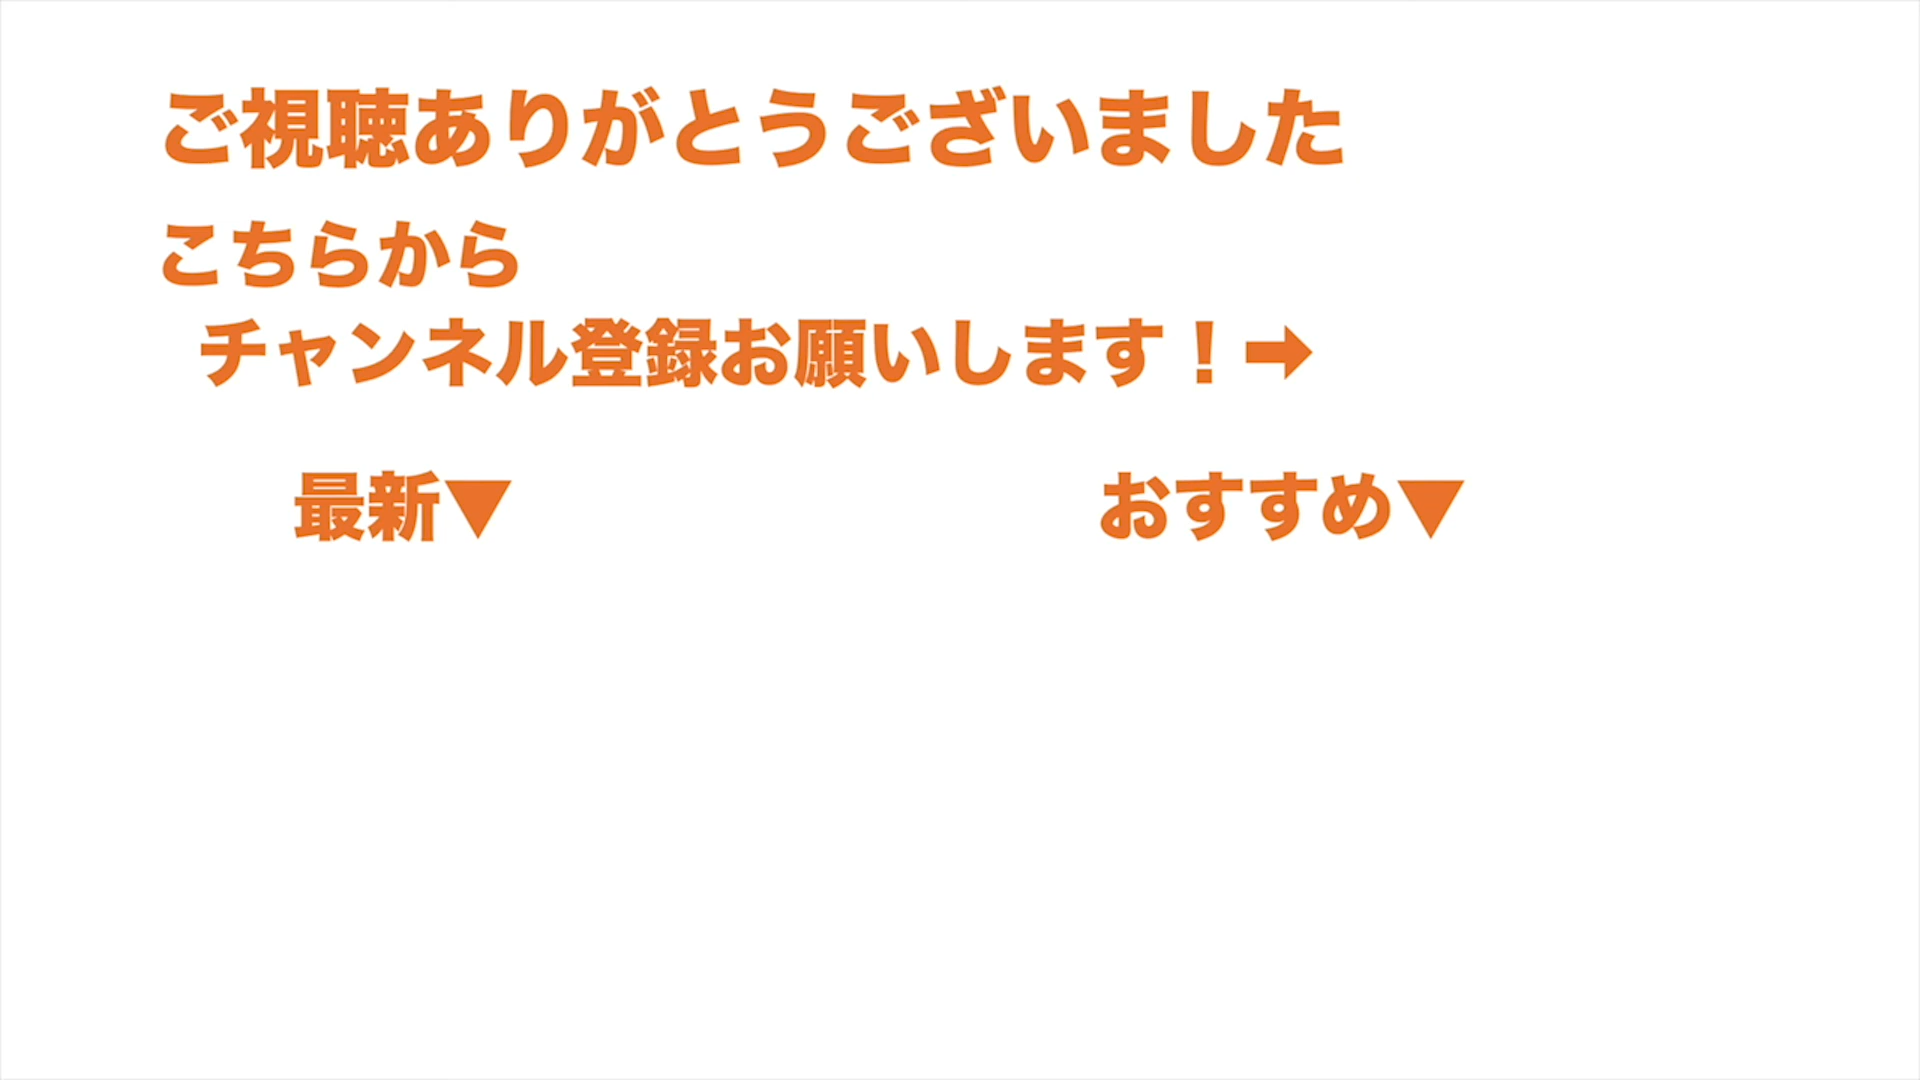 ご視聴ありがとうございました
こちらから
チャンネル登録お願いします！➡
最新▼
おすすめ▼